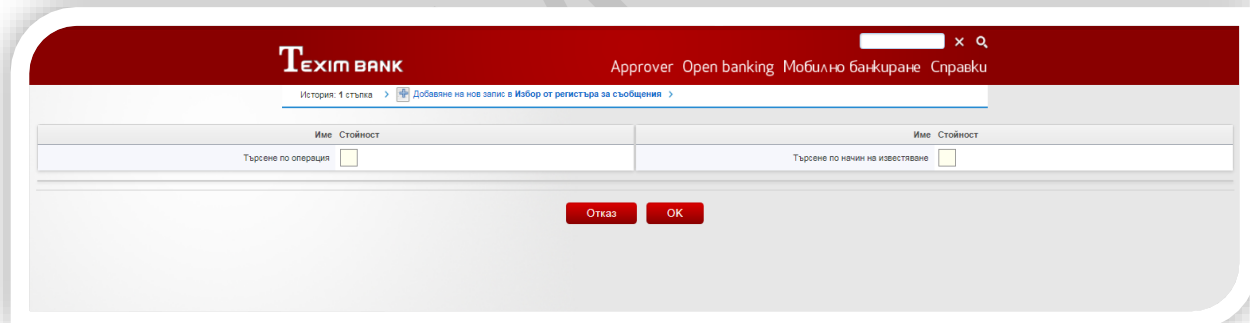 TEXIM BANK
Approver Open banking Мобилно банкиране Справки
История: 1 стъпка > Добавяне на нов запис в Избор от регистъра за съобщения >
Име Стойност Име Стойност
Търсене по операция Търсене по начин на известяване
Отказ OK